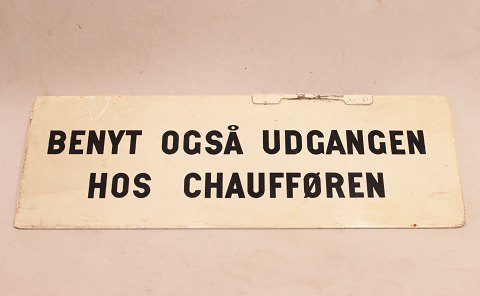 BENYT OGSÅ UDGANGEN
HOS CHAUFFØREN